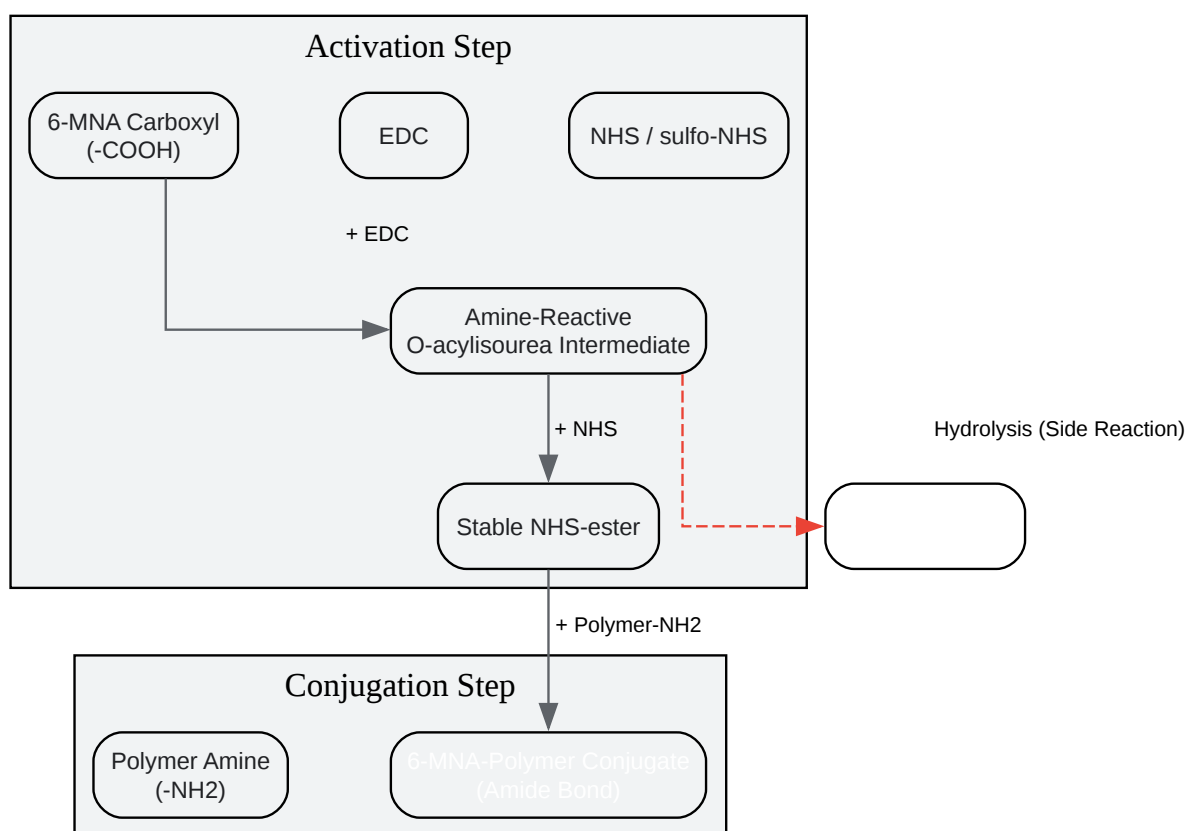 Activation Step
6-MNA Carboxyl
(-COOH)
EDC
NHS / sulfo-NHS
+ EDC
Amine-Reactive
O-acylisourea Intermediate
+ NHS
Hydrolysis (Side Reaction)
Stable NHS-ester
+ Polymer-NH2
Conjugation Step
Polymer Amine
(-NH2)
6-MNA-Polymer Conjugate
(Amide Bond)